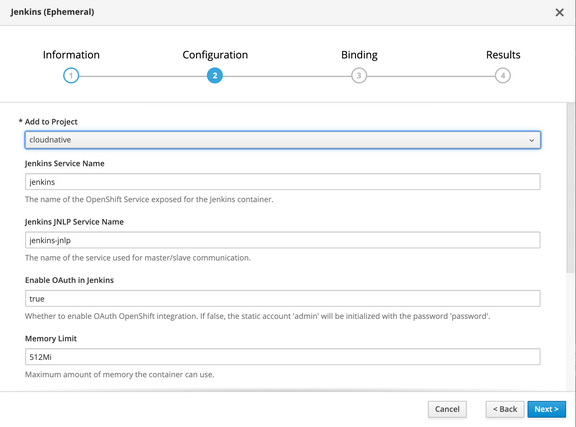 Jenkins (Ephemeral)
Information Configuration Binding Results
1 2 3 4
* Add to Project
cloudnative
Jenkins Service Name
jenkins
The name of the OpenShift Service exposed for the Jenkins container.
Jenkins JNLP Service Name
jenkins-jnlp
The name of the service used for master/slave communication.
Enable OAuth in Jenkins
true
Whether to enable OAuth OpenShift integration. If false, the static account 'admin' will be initialized with the password 'password'.
Memory Limit
512Mi
Maximum amount of memory the container can use.
Cancel < Back Next >